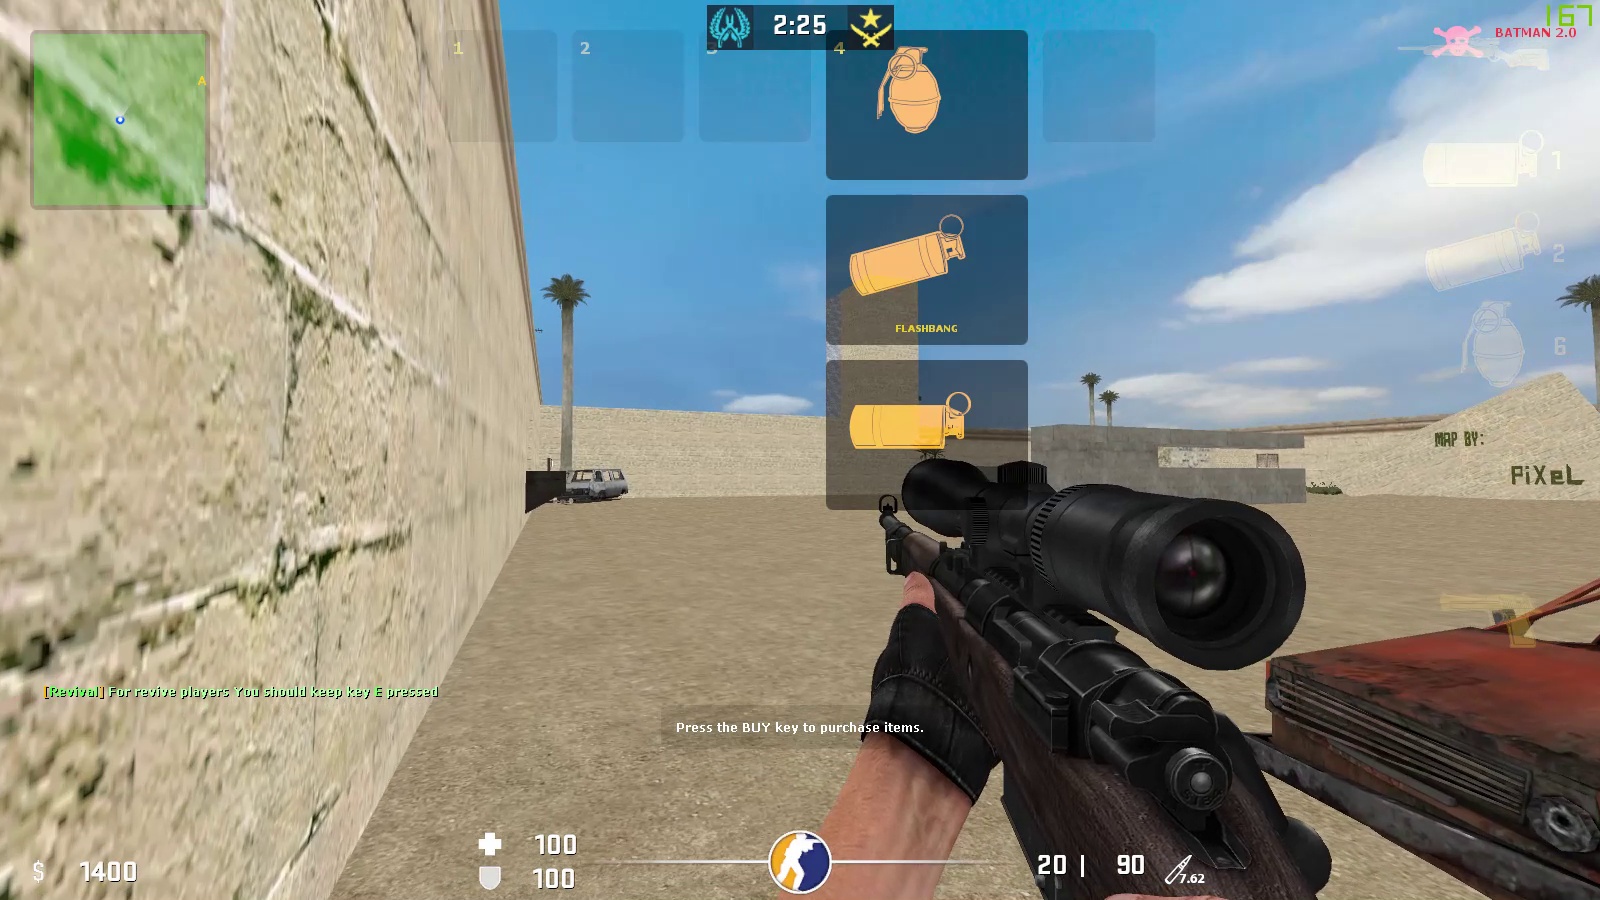 2:25
167
BATMAN 2.0
1
2
3
4
A
1
2
FLASHBANG
6
MAP BY:
PiXeL
[Revival] For revive players You should keep key E pressed
Press the BUY key to purchase items.
$ 1400
100
100
20 | 90
7.62